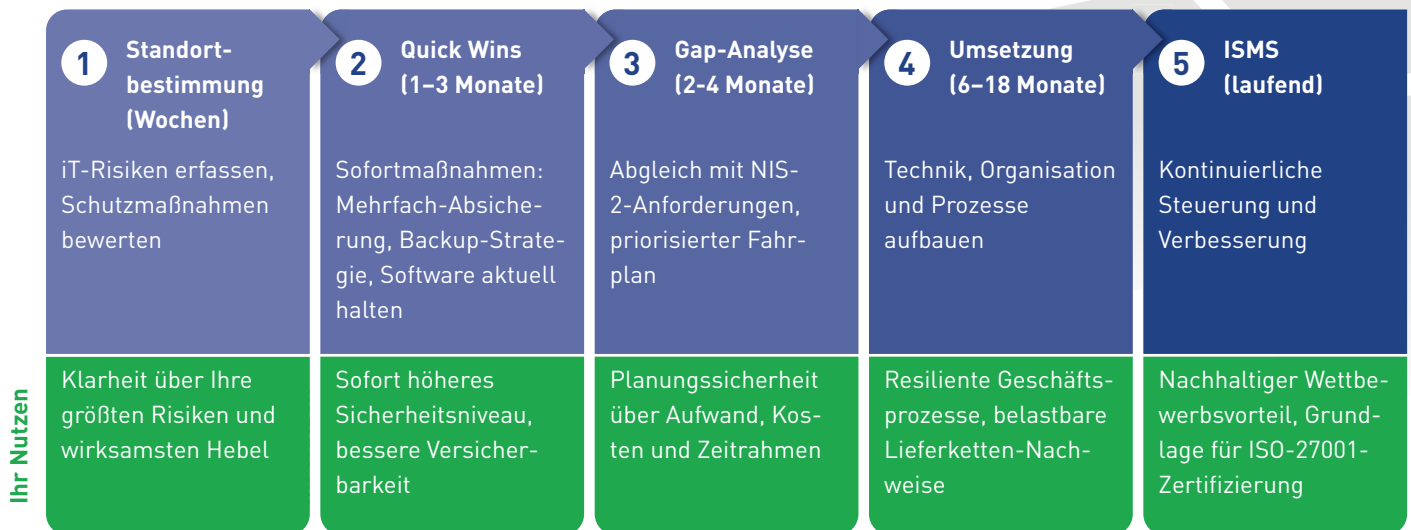 1
Standort-
bestimmung
(Wochen)
iT-Risiken erfassen,
Schutzmaßnahmen
bewerten
2
Quick Wins
(1–3 Monate)
Sofortmaßnahmen:
Mehrfach-Absiche-
rung, Backup-Strate-
gie, Software aktuell
halten
3
Gap-Analyse
(2-4 Monate)
Abgleich mit NIS-
2-Anforderungen,
priorisierter Fahr-
plan
4
Umsetzung
(6–18 Monate)
Technik, Organisation
und Prozesse
aufbauen
5
ISMS
(laufend)
Kontinuierliche
Steuerung und
Verbesserung
Ihr Nutzen
Klarheit über Ihre
größten Risiken und
wirksamsten Hebel
Sofort höheres
Sicherheitsniveau,
bessere Versicher-
barkeit
Planungssicherheit
über Aufwand, Kos-
ten und Zeitrahmen
Resiliente Geschäfts-
prozesse, belastbare
Lieferketten-Nach-
weise
Nachhaltiger Wettbe-
werbsvorteil, Grund-
lage für ISO-27001-
Zertifizierung